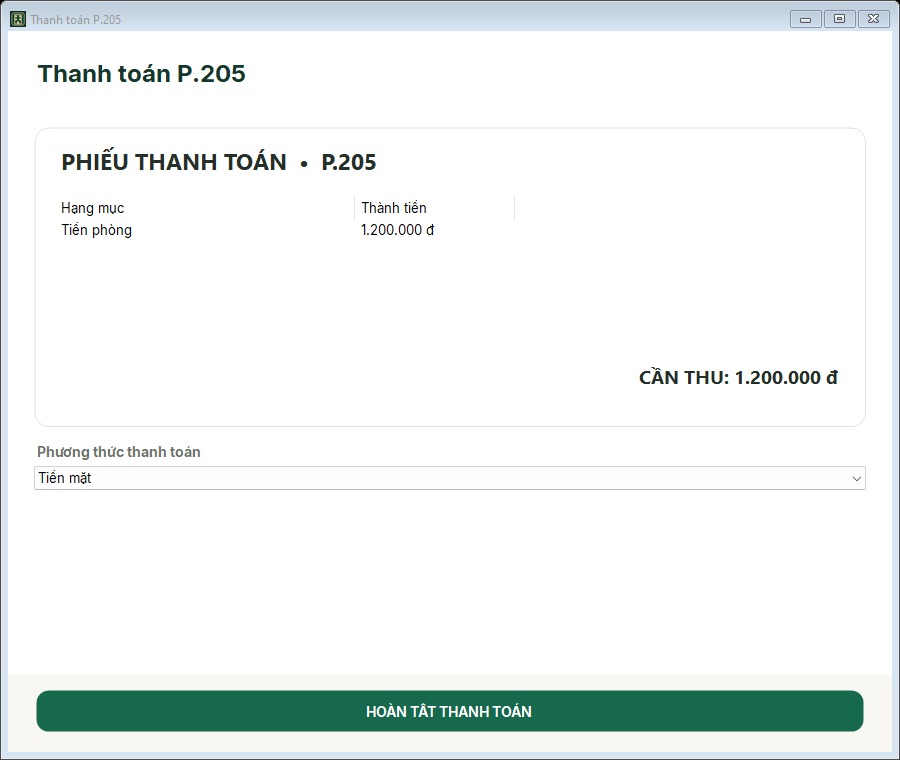 Thanh toán P.205
Thanh toán P.205
PHIẾU THANH TOÁN • P.205
Hạng mục Thành tiền
Tiền phòng 1.200.000 đ
CẦN THU: 1.200.000 đ
Phương thức thanh toán
Tiền mặt
HOÀN TẤT THANH TOÁN